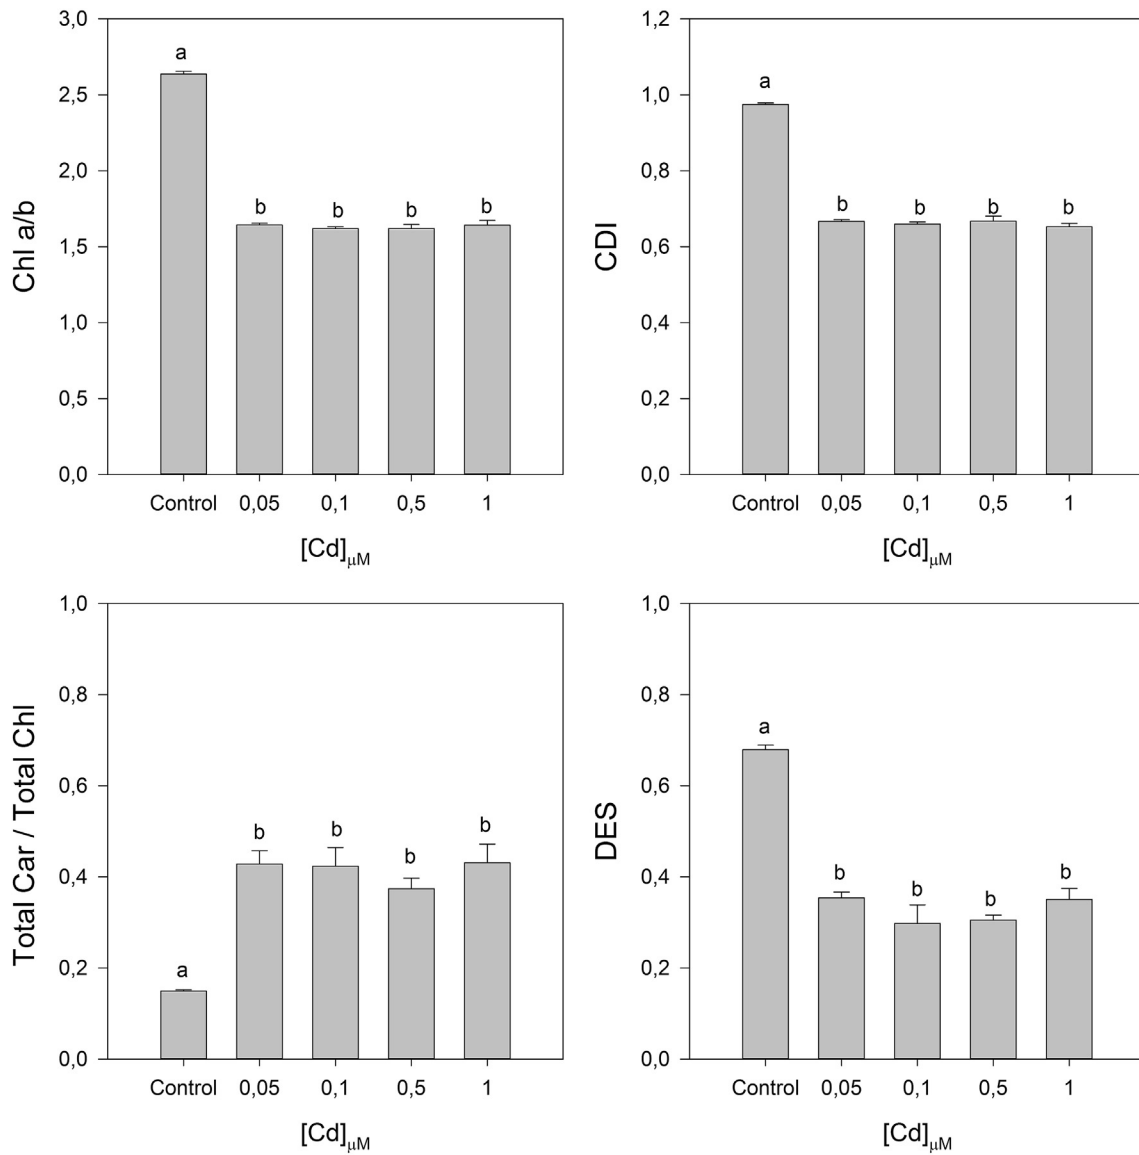 Chl a/b
3,0
2,5
2,0
1,5
1,0
0,5
0,0
a
b
b
b
b
Control 0,05 0,1 0,5 1
[Cd]μM
CDI
1,2
1,0
0,8
0,6
0,4
0,2
0,0
a
b
b
b
b
Control 0,05 0,1 0,5 1
[Cd]μM
Total Car / Total Chl
1,0
0,8
0,6
0,4
0,2
0,0
a
b
b
b
b
Control 0,05 0,1 0,5 1
[Cd]μM
DES
1,0
0,8
0,6
0,4
0,2
0,0
a
b
b
b
b
Control 0,05 0,1 0,5 1
[Cd]μM